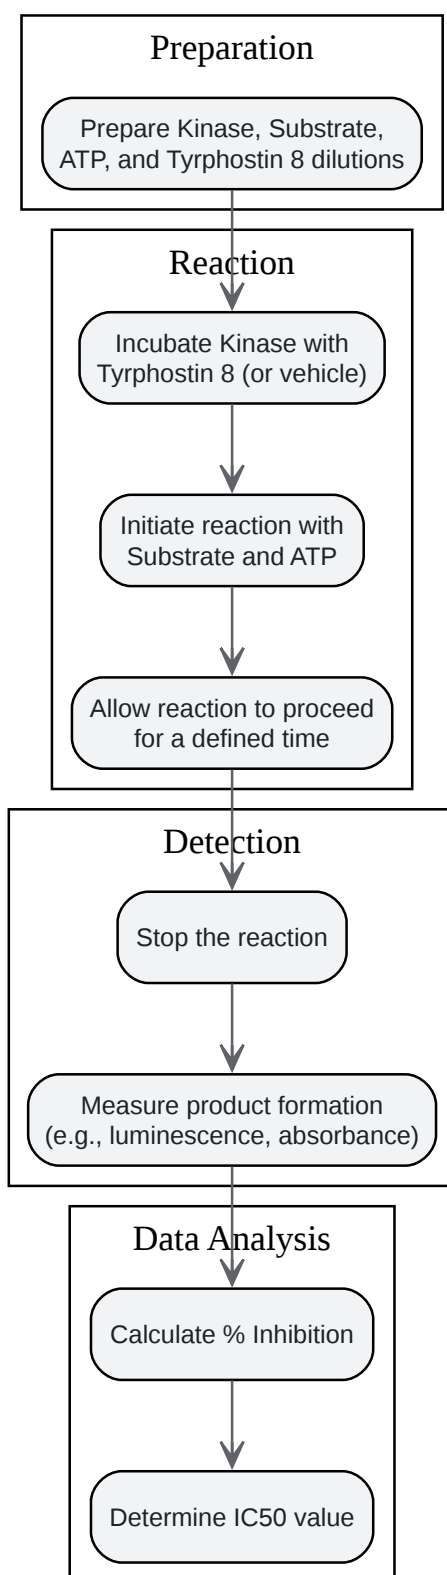 Preparation
Prepare Kinase, Substrate,
ATP, and Tyrphostin 8 dilutions
Reaction
Incubate Kinase with
Tyrphostin 8 (or vehicle)
Initiate reaction with
Substrate and ATP
Allow reaction to proceed
for a defined time
Detection
Stop the reaction
Measure product formation
(e.g., luminescence, absorbance)
Data Analysis
Calculate % Inhibition
Determine IC50 value